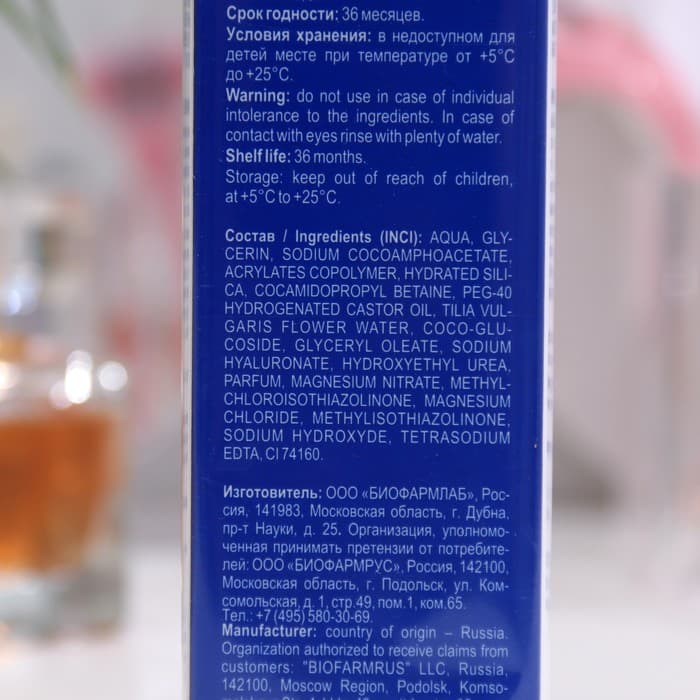 Срок годности: 36 месяцев.
Условия хранения: в недоступном для
детей месте при температуре от +5°C
до +25°C.
Warning: do not use in case of individual
intolerance to the ingredients. In case of
contact with eyes rinse with plenty of water.
Shelf life: 36 months.
Storage: keep out of reach of children,
at +5°C to +25°C.
Состав / Ingredients (INCI): AQUA, GLY-
CERIN, SODIUM COCOAMPHOACETATE,
ACRYLATES COPOLYMER, HYDRATED SILI-
CA, COCAMIDOPROPYL BETAINE, PEG-40
HYDROGENATED CASTOR OIL, TILIA VUL-
GARIS FLOWER WATER, COCO-GLU-
COSIDE, GLYCERYL OLEATE, SODIUM
HYALURONATE, HYDROXYETHYL UREA,
PARFUM, MAGNESIUM NITRATE, METHYL-
CHLOROISOTHIAZOLINONE, MAGNESIUM
CHLORIDE, METHYLISOTHIAZOLINONE,
SODIUM HYDROXYDE, TETRASODIUM
EDTA, CI 74160.
Изготовитель: ООО «БИОФАРМЛАБ», Рос-
сия, 141983, Московская область, г. Дубна,
пр-т Науки, д. 25. Организация, уполномо-
ченная принимать претензии от потребите-
лей: ООО «БИОФАРМРУС», Россия, 142100,
Московская область, г. Подольск, ул. Ком-
сомольская, д. 1, стр.49, пом.1, ком.65.
Тел.: +7 (495) 580-30-69.
Manufacturer: country of origin – Russia.
Organization authorized to receive claims from
customers: "BIOFARMRUS" LLC, Russia,
142100, Moscow Region, Podolsk, Komso-